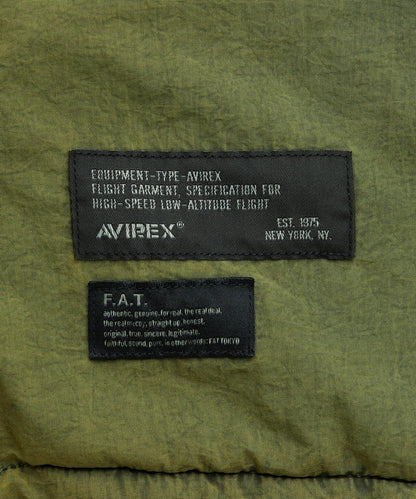 EQUIPMENT-TYPE-AVIREX
FLIGHT GARMENT, SPECIFICATION FOR
HIGH-SPEED LOW-ALTITUDE FLIGHT
AVIREX®
EST. 1975
NEW YORK, NY.
F.A.T.
authentic, genuine, for real, the real deal,
the real mccoy, straight up, honest,
original, true, sincere, legitimate,
faithful, sound, pure, in other words: FAT TOKYO